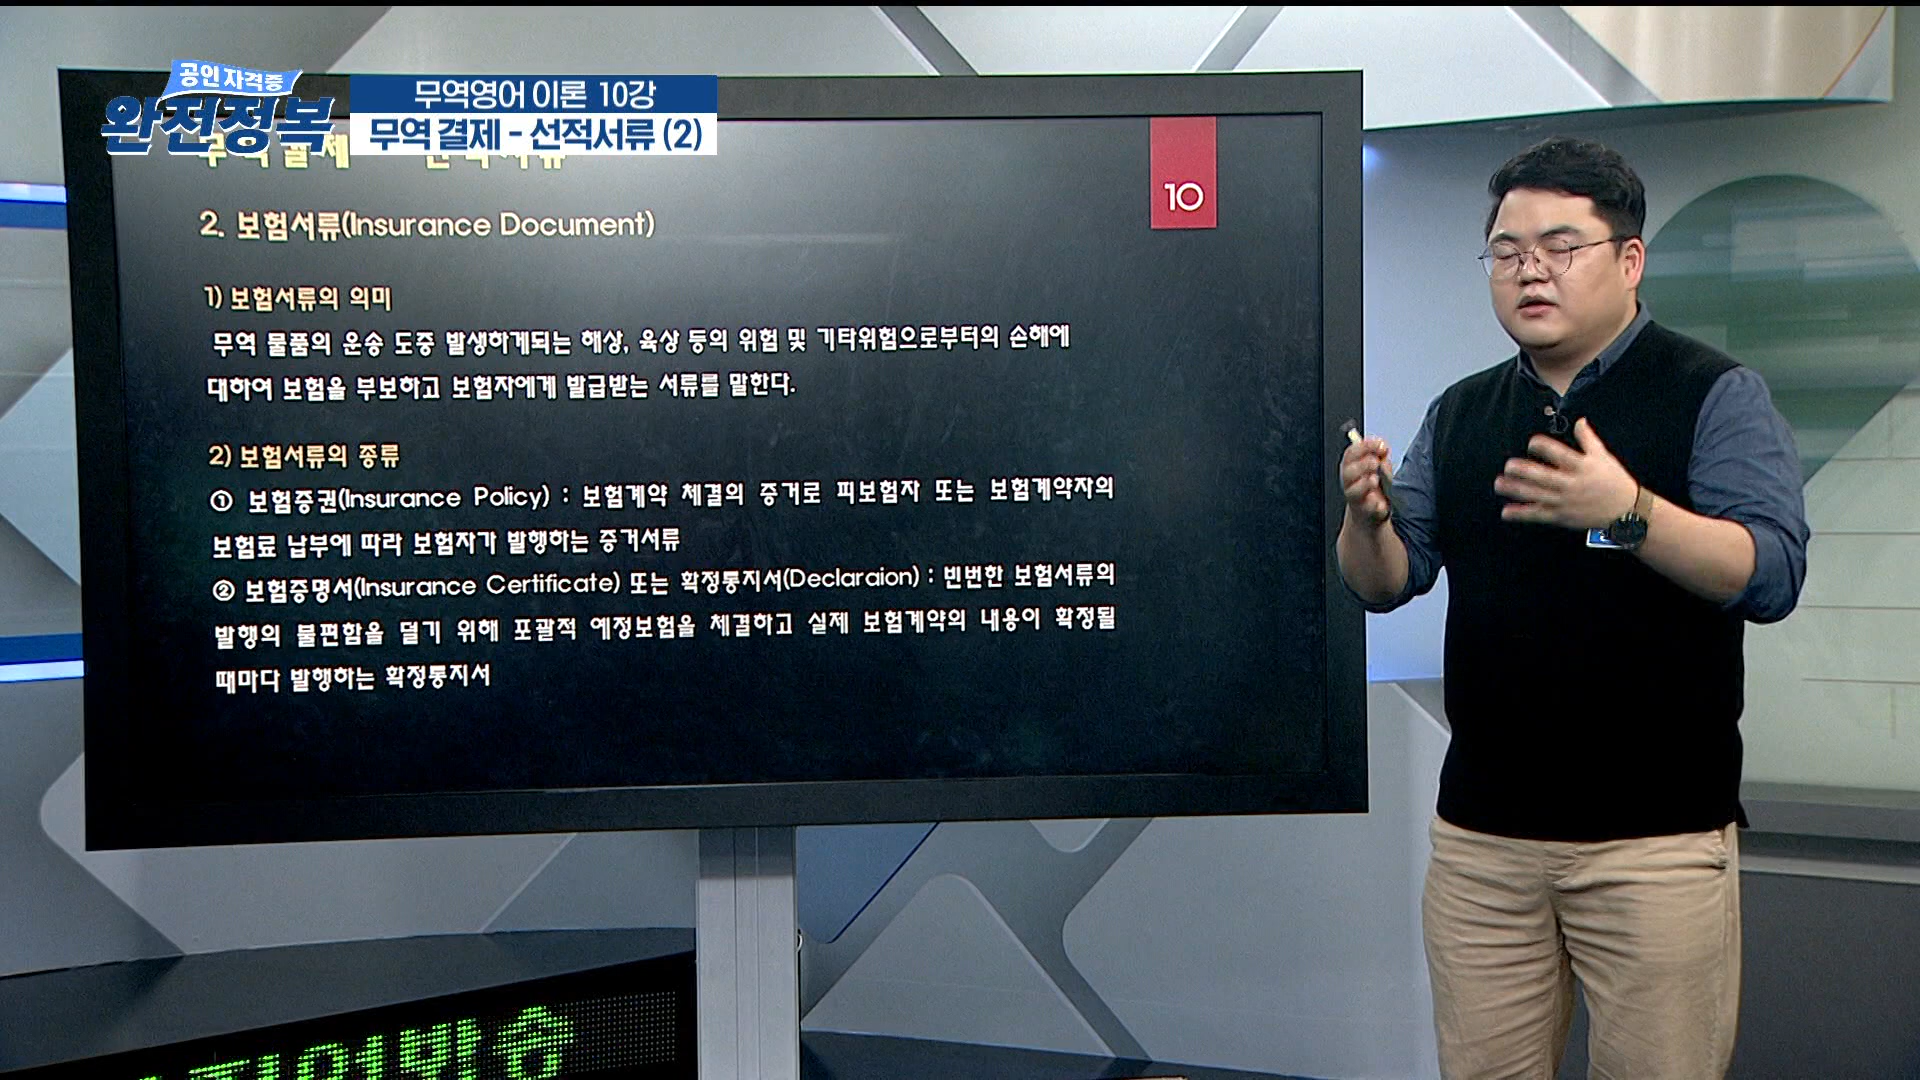 공인 자격증
완전정복
무역영어 이론 10강
무역 결제 - 선적서류 (2)
10
2. 보험서류(Insurance Document)
1) 보험서류의 의미
무역 물품의 운송 도중 발생하게되는 해상, 육상 등의 위험 및 기타위험으로부터의 손해에
대하여 보험을 부보하고 보험자에게 발급받는 서류를 말한다.
2) 보험서류의 종류
① 보험증권(Insurance Policy) : 보험계약 체결의 증거로 피보험자 또는 보험계약자의
보험료 납부에 따라 보험자가 발행하는 증거서류
② 보험증명서(Insurance Certificate) 또는 확정통지서(Declaraion) : 빈번한 보험서류의
발행의 불편함을 덜기 위해 포괄적 예정보험을 체결하고 실제 보험계약의 내용이 확정될
때마다 발행하는 확정통지서